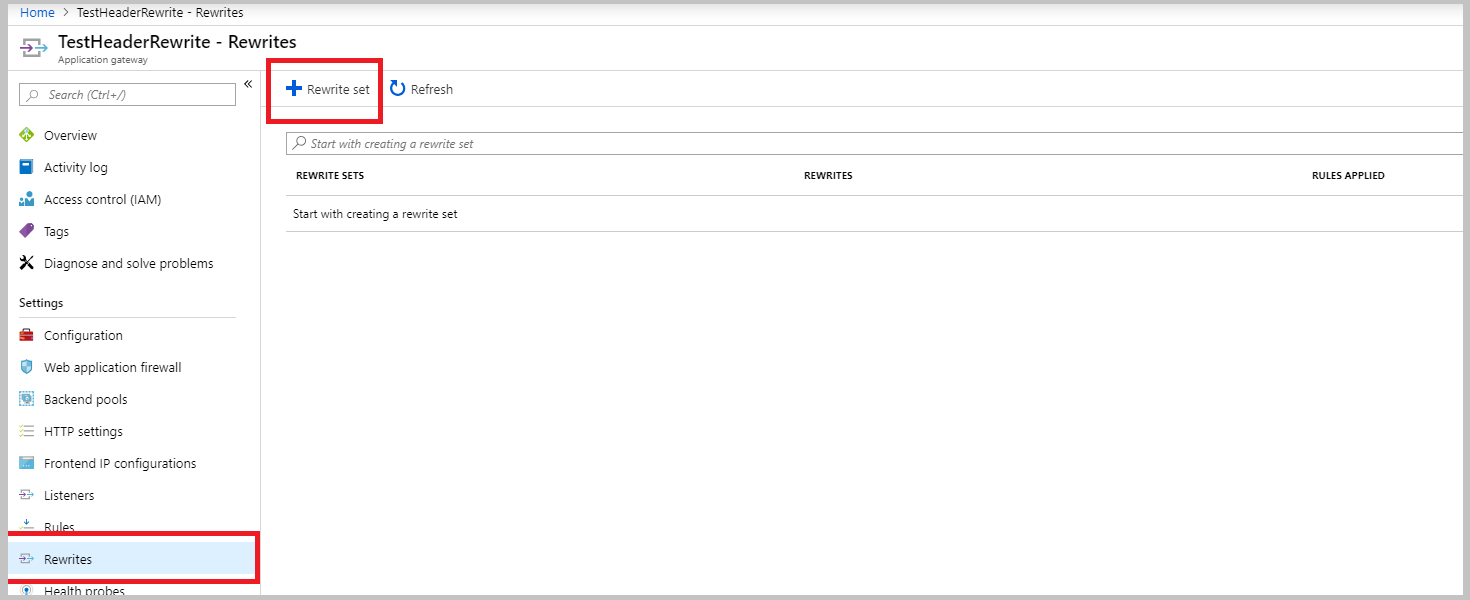 Home > TestHeaderRewrite - Rewrites
TestHeaderRewrite - Rewrites
Application gateway
Search (Ctrl+/)
«
Overview
Activity log
Access control (IAM)
Tags
Diagnose and solve problems
Settings
Configuration
Web application firewall
Backend pools
HTTP settings
Frontend IP configurations
Listeners
Rules
Rewrites
Health probes
Rewrite set Refresh
Start with creating a rewrite set
REWRITE SETS REWRITES RULES APPLIED
Start with creating a rewrite set